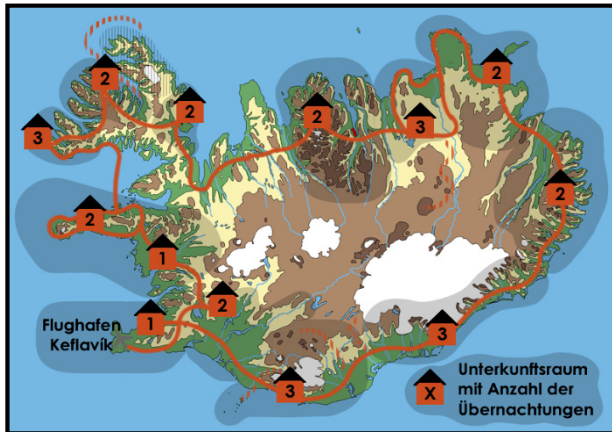 2
2
2
2
3
2
3
2
2
1
2
1
Flughafen
Keflavík
3
3
X
Unterkunftsraum
mit Anzahl der
Übernachtungen